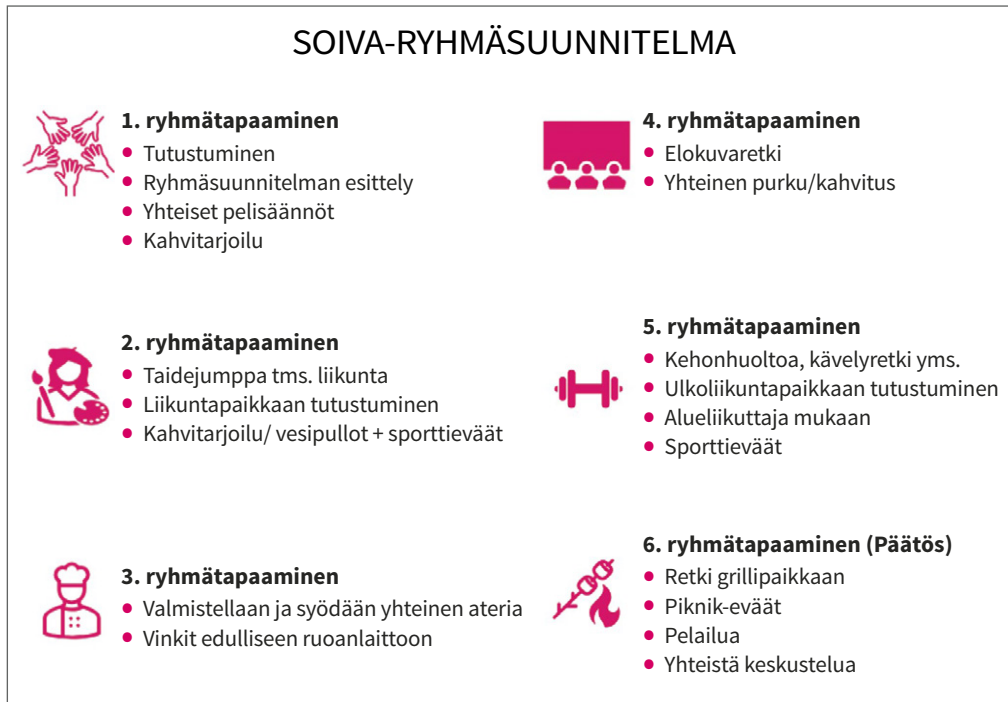 SOIVA-RYHMÄSUUNNITELMA
1. ryhmätapaaminen
• Tutustuminen
• Ryhmäsuunnitelman esittely
• Yhteiset pelisäännöt
• Kahvitarjoilu
2. ryhmätapaaminen
• Taidejumppa tms. liikunta
• Liikuntapaikkaan tutustuminen
• Kahvitarjoilu/ vesipullot + sporttieväät
3. ryhmätapaaminen
• Valmistellaan ja syödään yhteinen ateria
• Vinkit edulliseen ruoanlaittoon
4. ryhmätapaaminen
• Elokuvaretki
• Yhteinen purku/kahvitus
5. ryhmätapaaminen
• Kehonhuoltoa, kävelyretki yms.
• Ulkoliikuntapaikkaan tutustuminen
• Alueliikuttaja mukaan
• Sporttieväät
6. ryhmätapaaminen (Päätös)
• Retki grillipaikkaan
• Piknik-eväät
• Pelailua
• Yhteistä keskustelua